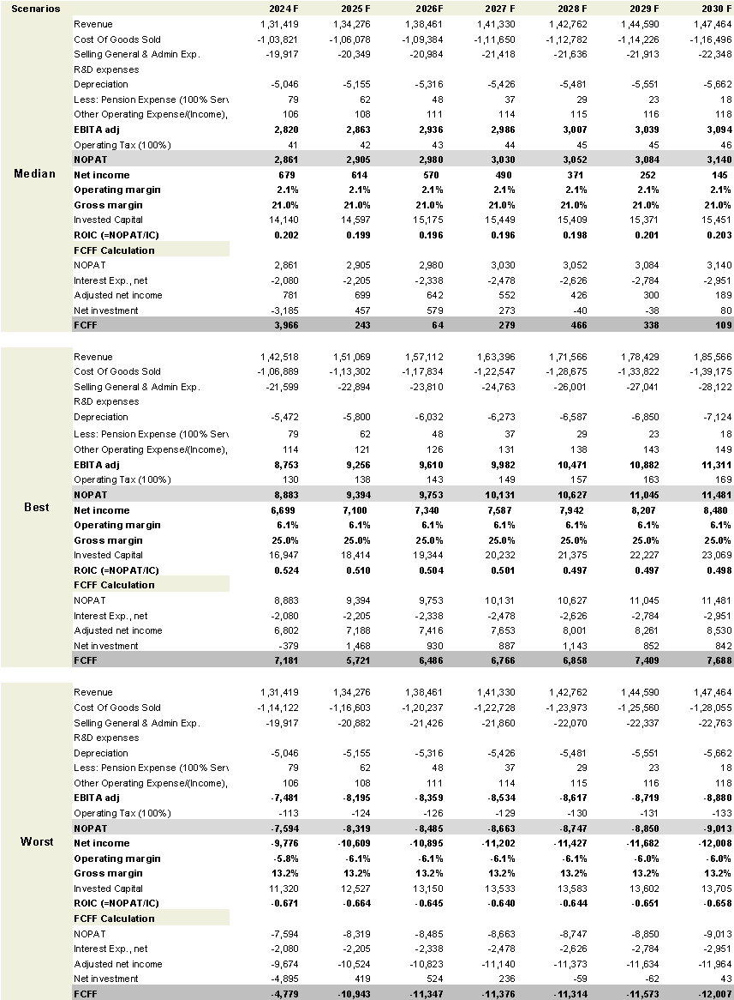 Scenarios 2024 F 2025 F 2026F 2027 F 2028 F 2029 F 2030 F
Revenue 1,31,419 1,34,276 1,38,461 1,41,330 1,42,762 1,44,590 1,47,464
Cost Of Goods Sold -1,03,821 -1,06,078 -1,09,384 -1,11,650 -1,12,782 -1,14,226 -1,16,496
Selling General & Admin Exp. -19,917 -20,349 -20,984 -21,418 -21,636 -21,913 -22,348
R&D expenses
Depreciation -5,046 -5,155 -5,316 -5,426 -5,481 -5,551 -5,662
Less: Pension Expense (100% Serv 79 62 48 37 29 23 18
Other Operating Expense/(Income), 106 108 111 114 115 116 118
EBITA adj 2,820 2,863 2,936 2,986 3,007 3,039 3,094
Operating Tax (100%) 41 42 43 44 45 45 46
NOPAT 2,861 2,905 2,980 3,030 3,052 3,084 3,140
Median
Net income 679 614 570 490 371 252 145
Operating margin 2.1% 2.1% 2.1% 2.1% 2.1% 2.1% 2.1%
Gross margin 21.0% 21.0% 21.0% 21.0% 21.0% 21.0% 21.0%
Invested Capital 14,140 14,597 15,175 15,449 15,409 15,371 15,451
ROIC (=NOPAT/IC) 0.202 0.199 0.196 0.196 0.198 0.201 0.203
FCFF Calculation
NOPAT 2,861 2,905 2,980 3,030 3,052 3,084 3,140
Interest Exp., net -2,080 -2,205 -2,338 -2,478 -2,626 -2,784 -2,951
Adjusted net income 781 699 642 552 426 300 189
Net investment -3,185 457 579 273 -40 -38 80
FCFF 3,966 243 64 279 466 338 109
Revenue 1,42,518 1,51,069 1,57,112 1,63,396 1,71,566 1,78,429 1,85,566
Cost Of Goods Sold -1,06,889 -1,13,302 -1,17,834 -1,22,547 -1,28,675 -1,33,822 -1,39,175
Selling General & Admin Exp. -21,599 -22,894 -23,810 -24,763 -26,001 -27,041 -28,122
R&D expenses
Depreciation -5,472 -5,800 -6,032 -6,273 -6,587 -6,850 -7,124
Less: Pension Expense (100% Serv 79 62 48 37 29 23 18
Other Operating Expense/(Income), 114 121 126 131 138 143 149
EBITA adj 8,753 9,256 9,610 9,982 10,471 10,882 11,311
Operating Tax (100%) 130 138 143 149 157 163 169
NOPAT 8,883 9,394 9,753 10,131 10,627 11,045 11,481
Best
Net income 6,699 7,100 7,340 7,587 7,942 8,207 8,480
Operating margin 6.1% 6.1% 6.1% 6.1% 6.1% 6.1% 6.1%
Gross margin 25.0% 25.0% 25.0% 25.0% 25.0% 25.0% 25.0%
Invested Capital 16,947 18,414 19,344 20,232 21,375 22,227 23,069
ROIC (=NOPAT/IC) 0.524 0.510 0.504 0.501 0.497 0.497 0.498
FCFF Calculation
NOPAT 8,883 9,394 9,753 10,131 10,627 11,045 11,481
Interest Exp., net -2,080 -2,205 -2,338 -2,478 -2,626 -2,784 -2,951
Adjusted net income 6,802 7,188 7,416 7,653 8,001 8,261 8,530
Net investment -379 1,468 930 887 1,143 852 842
FCFF 7,181 5,721 6,486 6,766 6,858 7,409 7,688
Revenue 1,31,419 1,34,276 1,38,461 1,41,330 1,42,762 1,44,590 1,47,464
Cost Of Goods Sold -1,14,122 -1,16,603 -1,20,237 -1,22,728 -1,23,973 -1,25,560 -1,28,055
Selling General & Admin Exp. -19,917 -20,882 -21,426 -21,860 -22,070 -22,337 -22,763
R&D expenses
Depreciation -5,046 -5,155 -5,316 -5,426 -5,481 -5,551 -5,662
Less: Pension Expense (100% Serv 79 62 48 37 29 23 18
Other Operating Expense/(Income), 106 108 111 114 115 116 118
EBITA adj -7,481 -8,195 -8,359 -8,534 -8,617 -8,719 -8,880
Operating Tax (100%) -113 -124 -126 -129 -130 -131 -133
NOPAT -7,594 -8,319 -8,485 -8,663 -8,747 -8,850 -9,013
Worst
Net income -9,776 -10,609 -10,895 -11,202 -11,427 -11,682 -12,008
Operating margin -5.8% -6.1% -6.1% -6.1% -6.1% -6.0% -6.0%
Gross margin 13.2% 13.2% 13.2% 13.2% 13.2% 13.2% 13.2%
Invested Capital 11,320 12,527 13,150 13,533 13,583 13,602 13,705
ROIC (=NOPAT/IC) -0.671 -0.664 -0.645 -0.640 -0.644 -0.651 -0.658
FCFF Calculation
NOPAT -7,594 -8,319 -8,485 -8,663 -8,747 -8,850 -9,013
Interest Exp., net -2,080 -2,205 -2,338 -2,478 -2,626 -2,784 -2,951
Adjusted net income -9,674 -10,524 -10,823 -11,140 -11,373 -11,634 -11,964
Net investment -4,895 419 524 236 -59 -62 43
FCFF -4,779 -10,943 -11,347 -11,376 -11,314 -11,573 -12,007